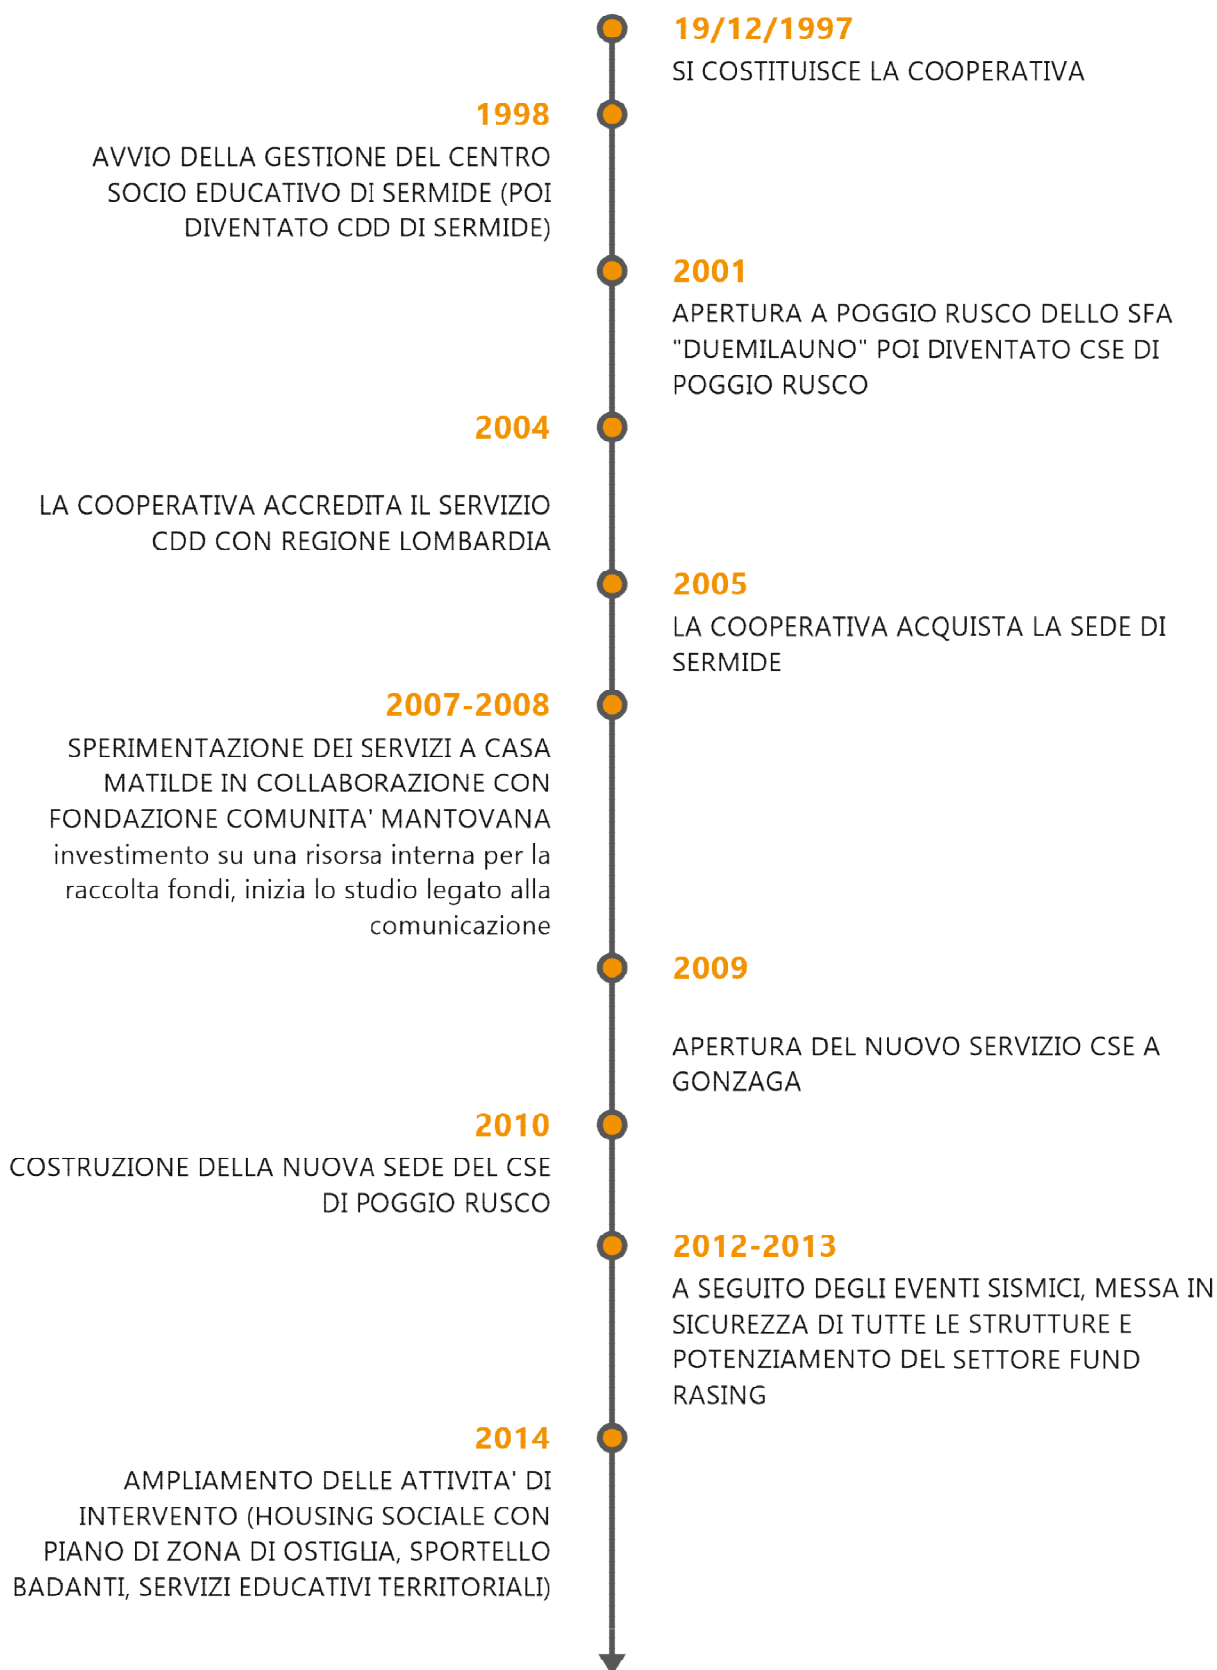 19/12/1997
SI COSTITUISCE LA COOPERATIVA
1998
AVVIO DELLA GESTIONE DEL CENTRO
SOCIO EDUCATIVO DI SERMIDE (POI
DIVENTATO CDD DI SERMIDE)
2001
APERTURA A POGGIO RUSCO DELLO SFA
"DUEMILAUNO" POI DIVENTATO CSE DI
POGGIO RUSCO
2004
LA COOPERATIVA ACCREDITA IL SERVIZIO
CDD CON REGIONE LOMBARDIA
2005
LA COOPERATIVA ACQUISTA LA SEDE DI
SERMIDE
2007-2008
SPERIMENTAZIONE DEI SERVIZI A CASA
MATILDE IN COLLABORAZIONE CON
FONDAZIONE COMUNITA' MANTOVANA
investimento su una risorsa interna per la
raccolta fondi, inizia lo studio legato alla
comunicazione
2009
APERTURA DEL NUOVO SERVIZIO CSE A
GONZAGA
2010
COSTRUZIONE DELLA NUOVA SEDE DEL CSE
DI POGGIO RUSCO
2012-2013
A SEGUITO DEGLI EVENTI SISMICI, MESSA IN
SICUREZZA DI TUTTE LE STRUTTURE E
POTENZIAMENTO DEL SETTORE FUND
RASING
2014
AMPLIAMENTO DELLE ATTIVITA' DI
INTERVENTO (HOUSING SOCIALE CON
PIANO DI ZONA DI OSTIGLIA, SPORTELLO
BADANTI, SERVIZI EDUCATIVI TERRITORIALI)